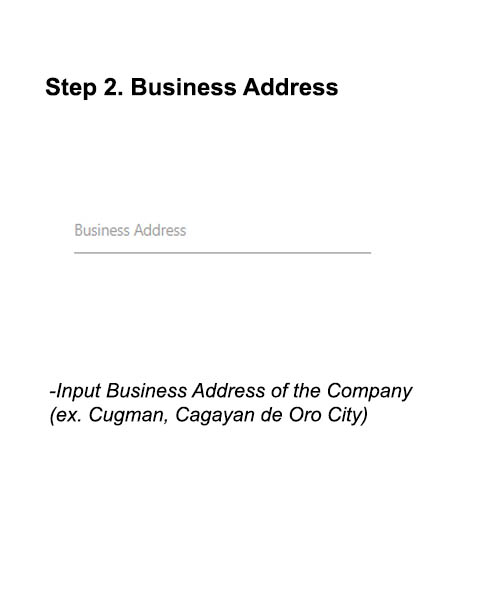 Step 2. Business Address
Business Address
-Input Business Address of the Company
(ex. Cugman, Cagayan de Oro City)